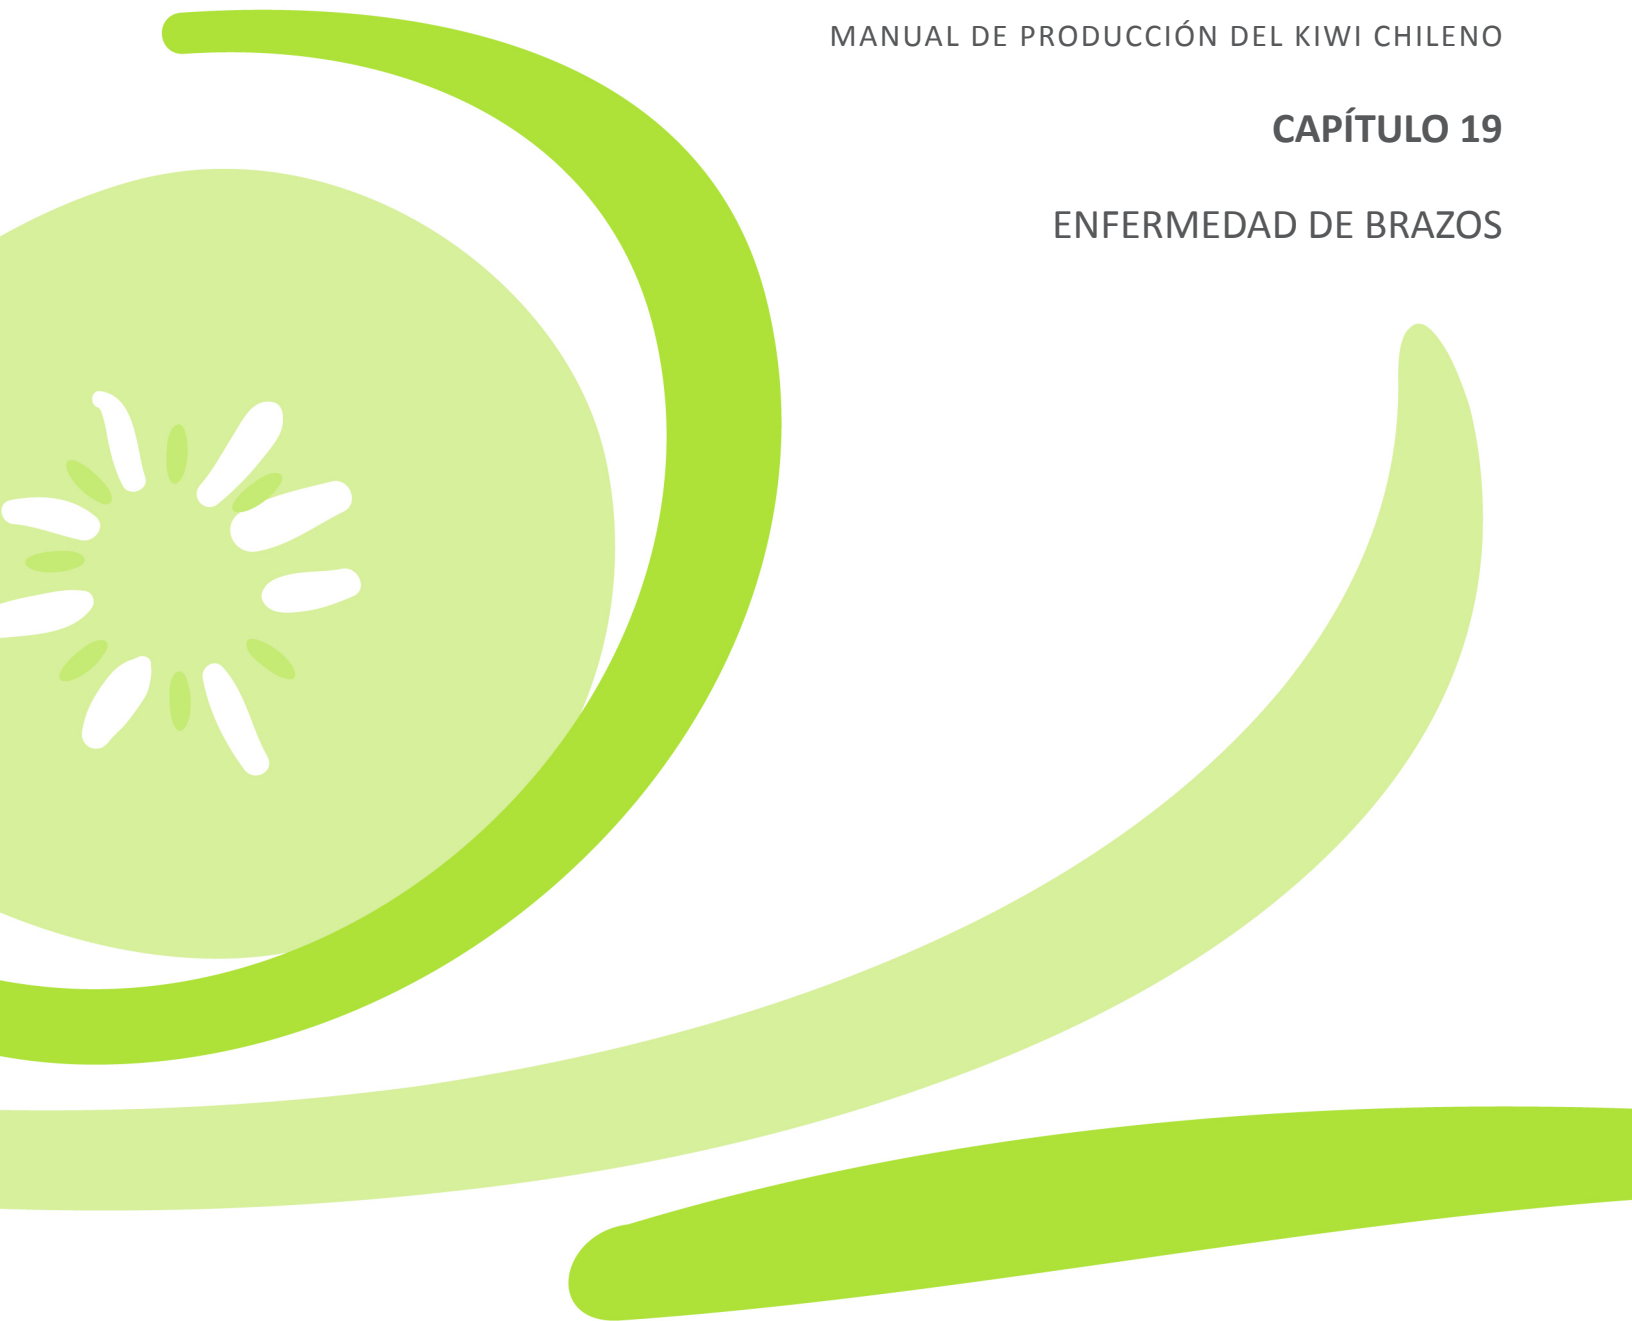 MANUAL DE PRODUCCIÓN DEL KIWI CHILENO
CAPÍTULO 19
ENFERMEDAD DE BRAZOS